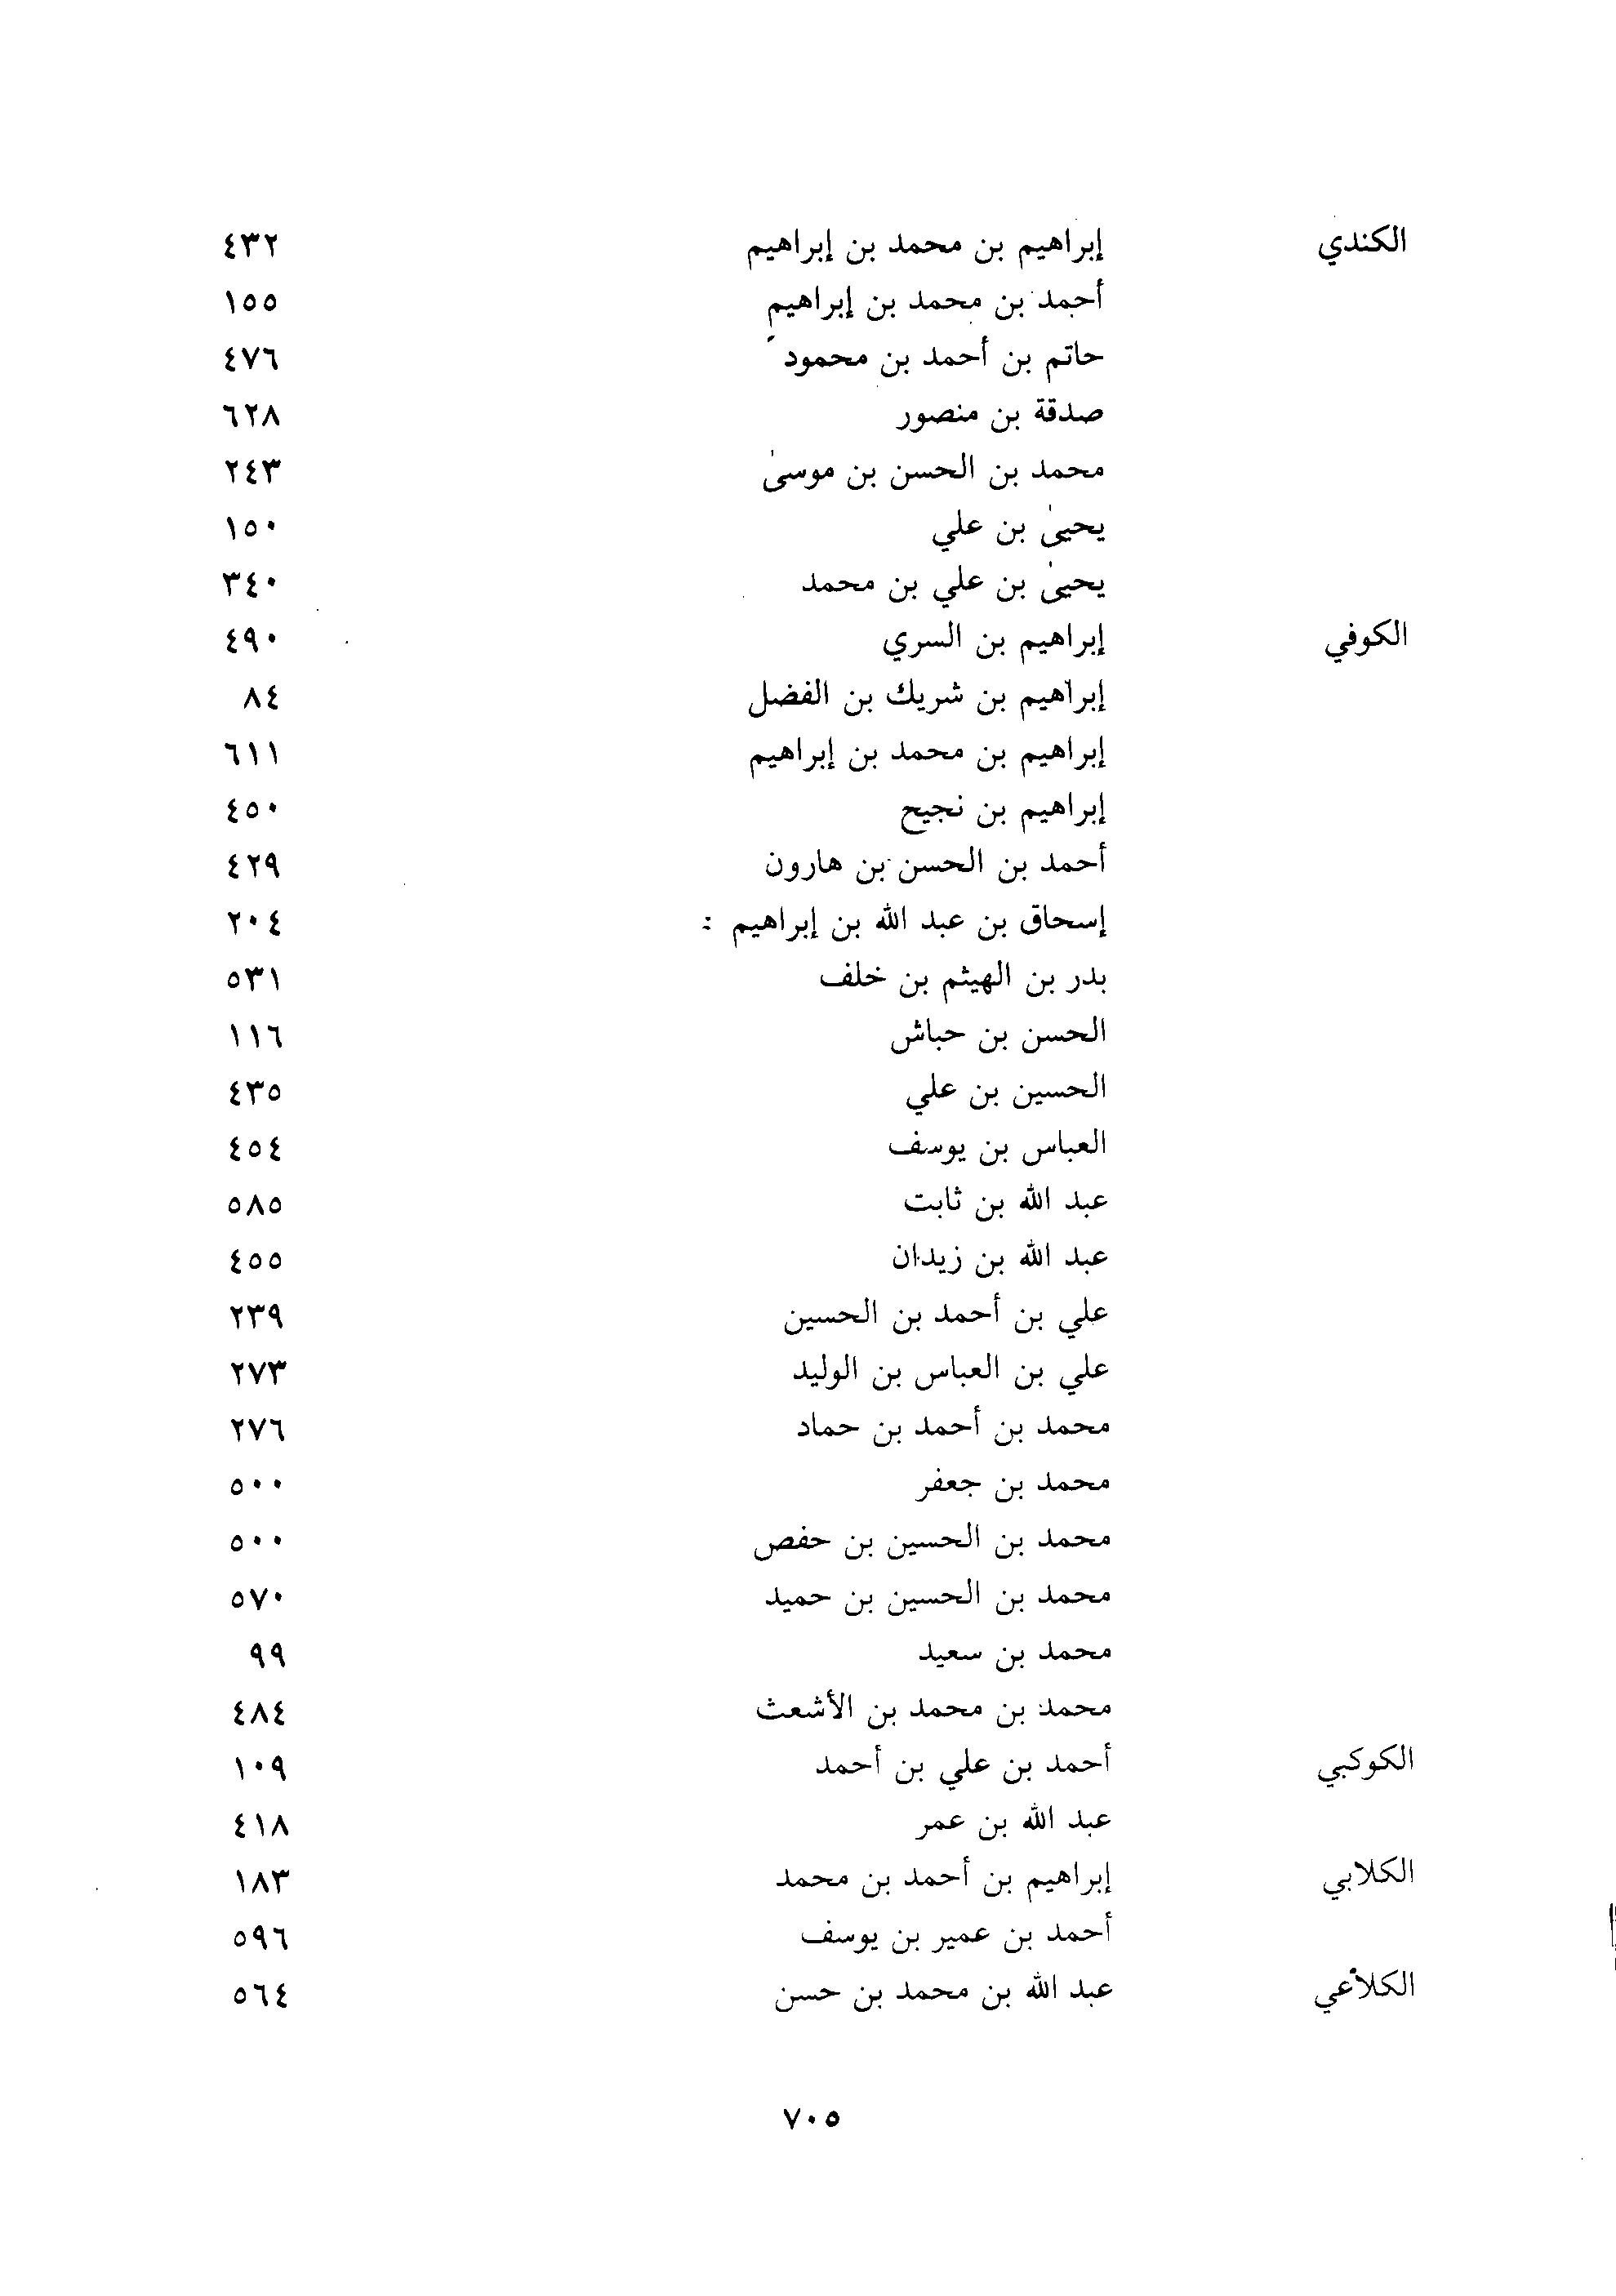 الكندي إبراهيم بن محمد بن إبراهيم ٤٣٢
أحمد بن محمد بن إبراهيم ١٥٥
حاتم بن أحمد بن محمود ٤٧٦
صدقة بن منصور ٦٢٨
محمد بن الحسن بن موسىٰ ٢٤٣
يحيىٰ بن علي ١٥٠
يحيىٰ بن علي بن محمد ٣٤٠
الكوفي إبراهيم بن السري ٤٩٠
إبراهيم بن شريك بن الفضل ٨٤
إبراهيم بن محمد بن إبراهيم ٦١١
إبراهيم بن نجيح ٤٥٠
أحمد بن الحسن بن هارون ٤٢٩
إسحاق بن عبد الله بن إبراهيم ٢٠٤
بدر بن الهيثم بن خلف ٥٣١
الحسن بن حباش ١١٦
الحسين بن علي ٤٣٥
العباس بن يوسف ٤٥٤
عبد الله بن ثابت ٥٨٥
عبد الله بن زيدان ٤٥٥
علي بن أحمد بن الحسين ٢٣٩
علي بن العباس بن الوليد ٢٧٣
محمد بن أحمد بن حماد ٢٧٦
محمد بن جعفر ٥٠٠
محمد بن الحسين بن حفص ٥٠٠
محمد بن الحسين بن حميد ٥٧٠
محمد بن سعيد ٩٩
محمد بن محمد بن الأشعث ٤٨٤
الكوكبي أحمد بن علي بن أحمد ١٠٩
عبد الله بن عمر ٤١٨
الكلابي إبراهيم بن أحمد بن محمد ١٨٣
أحمد بن عمير بن يوسف ٥٩٦
الكلاعي عبد الله بن محمد بن حسن ٥٦٤
٧٠٥